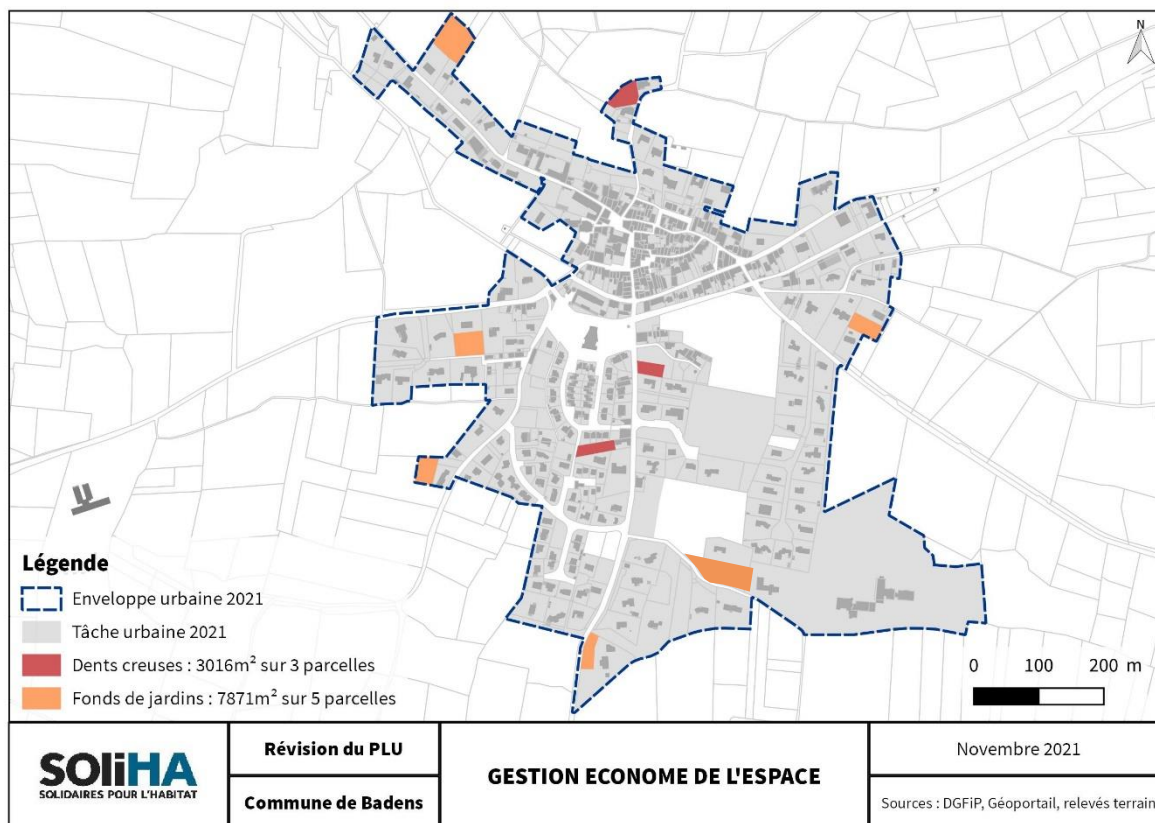 N
Légende
Enveloppe urbaine 2021
Tâche urbaine 2021
Dents creuses : 3016m² sur 3 parcelles
Fonds de jardins : 7871m² sur 5 parcelles
0 100 200 m
SOLiHA
SOLIDAIRES POUR L'HABITAT
Révision du PLU
Commune de Badens
GESTION ECONOME DE L'ESPACE
Novembre 2021
Sources : DGFiP, Géoportail, relevés terrain